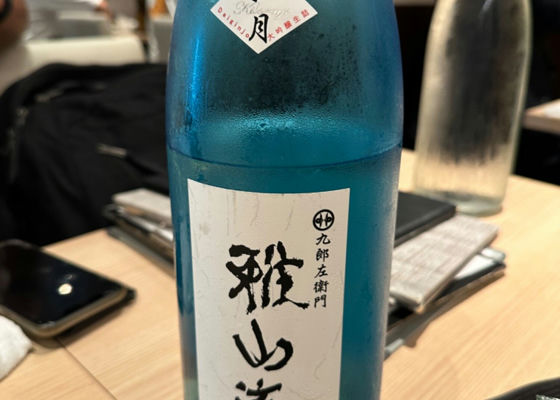 月
Daiginjo
大吟醸生詰
九郎左衛門
雅山流